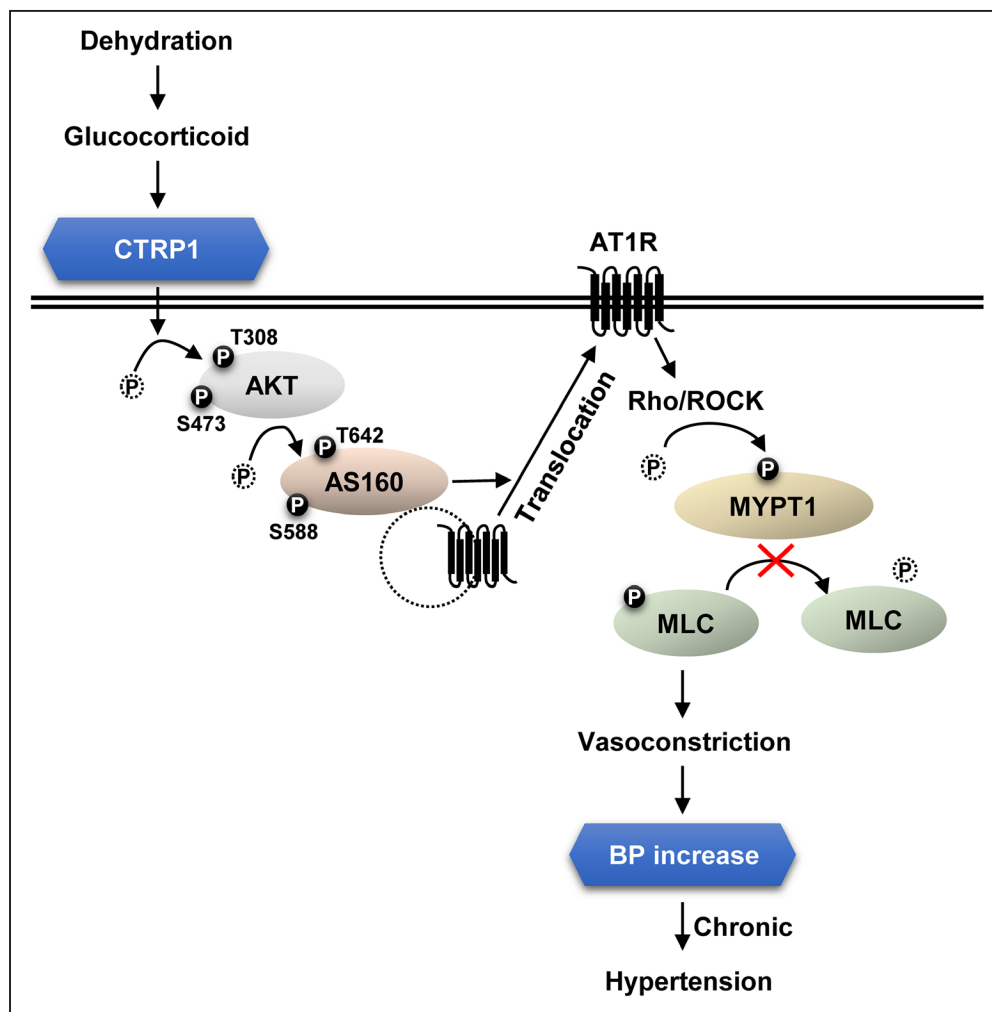 Dehydration
Glucocorticoid
CTRP1
AT1R
P
T308
P
AKT
P
S473
Rho/ROCK
Translocation
P
T642
P
AS160
P
S588
P
P
MYPT1
P
P
MLC
MLC
Vasoconstriction
BP increase
Chronic
Hypertension